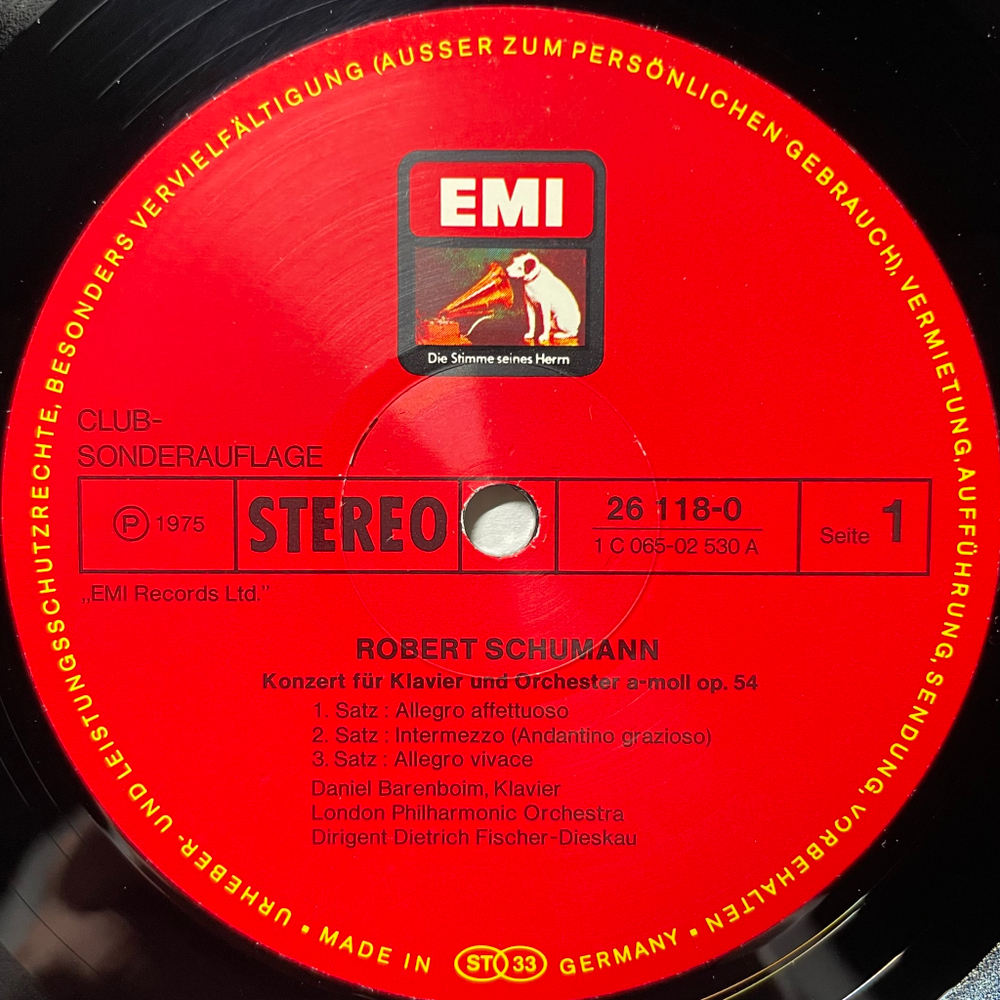 URHEBER- UND LEISTUNGSSCHUTZRECHTE, BESONDERS VERVIELFÄLTIGUNG (AUSSER ZUM PERSÖNLICHEN GEBRAUCH), VERMIETUNG, AUFFÜHRUNG, SENDUNG, VORBEHALTEN
EMI
Die Stimme seines Herrn
CLUB-
SONDERAUFLAGE
℗ 1975
STEREO
26 118-0
1 C 065-02 530 A
Seite 1
„EMI Records Ltd.”
ROBERT SCHUMANN
Konzert für Klavier und Orchester a-moll op. 54
1. Satz : Allegro affettuoso
2. Satz : Intermezzo (Andantino grazioso)
3. Satz : Allegro vivace
Daniel Barenboim, Klavier
London Philharmonic Orchestra
Dirigent Dietrich Fischer-Dieskau
▪ MADE IN ST 33 GERMANY ▪